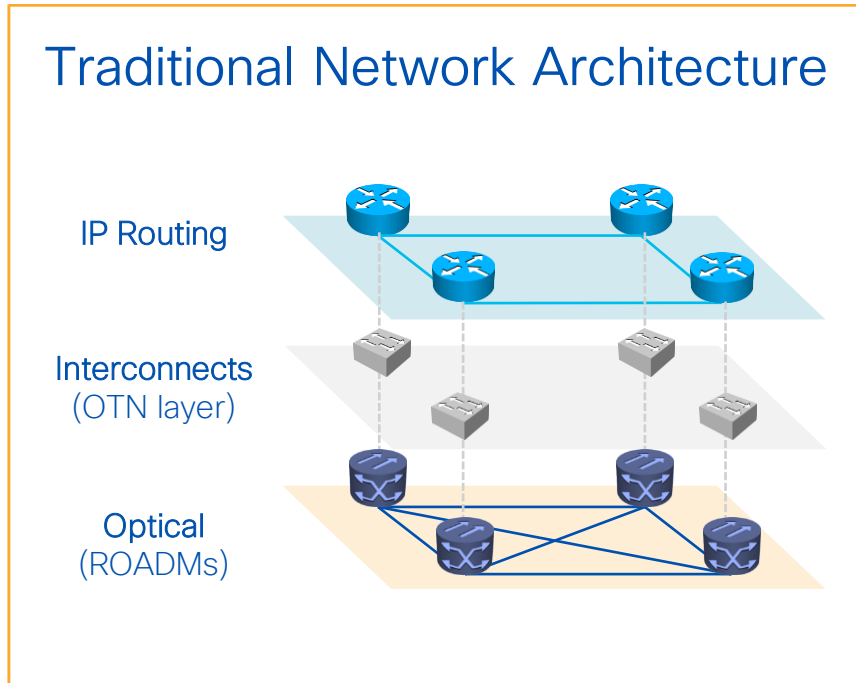 Traditional Network Architecture
IP Routing
Interconnects
(OTN layer)
Optical
(ROADMs)